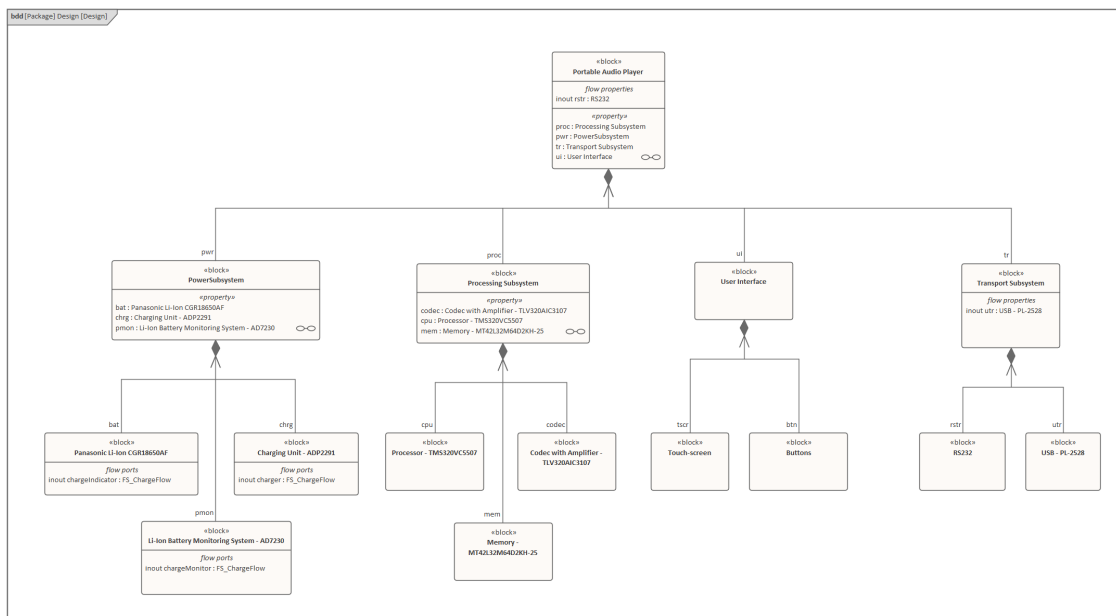 bdd [Package] Design [Design]
«block»
Portable Audio Player
flow properties
inout rstr : RS232
«property»
proc : Processing Subsystem
pwr : PowerSubsystem
tr : Transport Subsystem
ui : User Interface
pwr
proc
ui
tr
«block»
PowerSubsystem
«property»
bat : Panasonic Li-Ion CGR18650AF
chrg : Charging Unit - ADP2291
pmon : Li-Ion Battery Monitoring System - AD7230
«block»
Processing Subsystem
«property»
codec : Codec with Amplifier - TLV320AIC3107
cpu : Processor - TMS320VC5507
mem : Memory - MT42L32M64D2KH-25
«block»
User Interface
«block»
Transport Subsystem
flow properties
inout utr : USB - PL-2528
bat
chrg
cpu
codec
tscr
btn
rstr
utr
«block»
Panasonic Li-Ion CGR18650AF
flow ports
inout chargeIndicator : FS_ChargeFlow
«block»
Charging Unit - ADP2291
flow ports
inout charger : FS_ChargeFlow
«block»
Processor - TMS320VC5507
«block»
Codec with Amplifier -
TLV320AIC3107
«block»
Touch-screen
«block»
Buttons
«block»
RS232
«block»
USB - PL-2528
pmon
mem
«block»
Li-Ion Battery Monitoring System - AD7230
flow ports
inout chargeMonitor : FS_ChargeFlow
«block»
Memory -
MT42L32M64D2KH-25